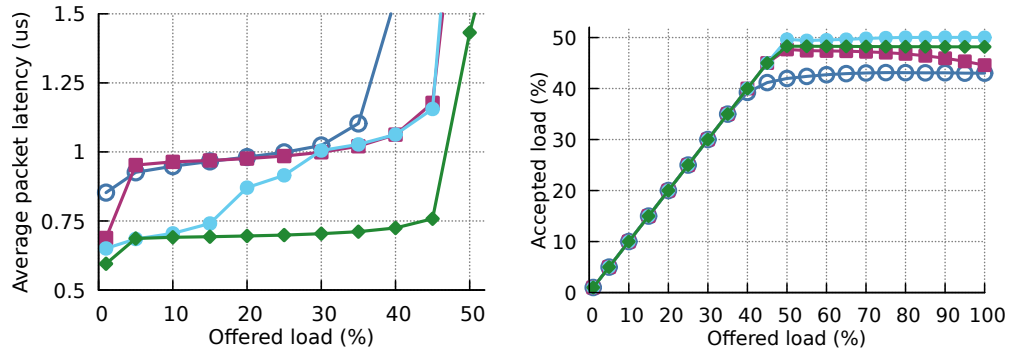 Average packet latency (us)
1.5
1.25
1
0.75
0.5
0 10 20 30 40 50
Offered load (%)
Accepted load (%)
50
40
30
20
10
0
0 10 20 30 40 50 60 70 80 90 100
Offered load (%)